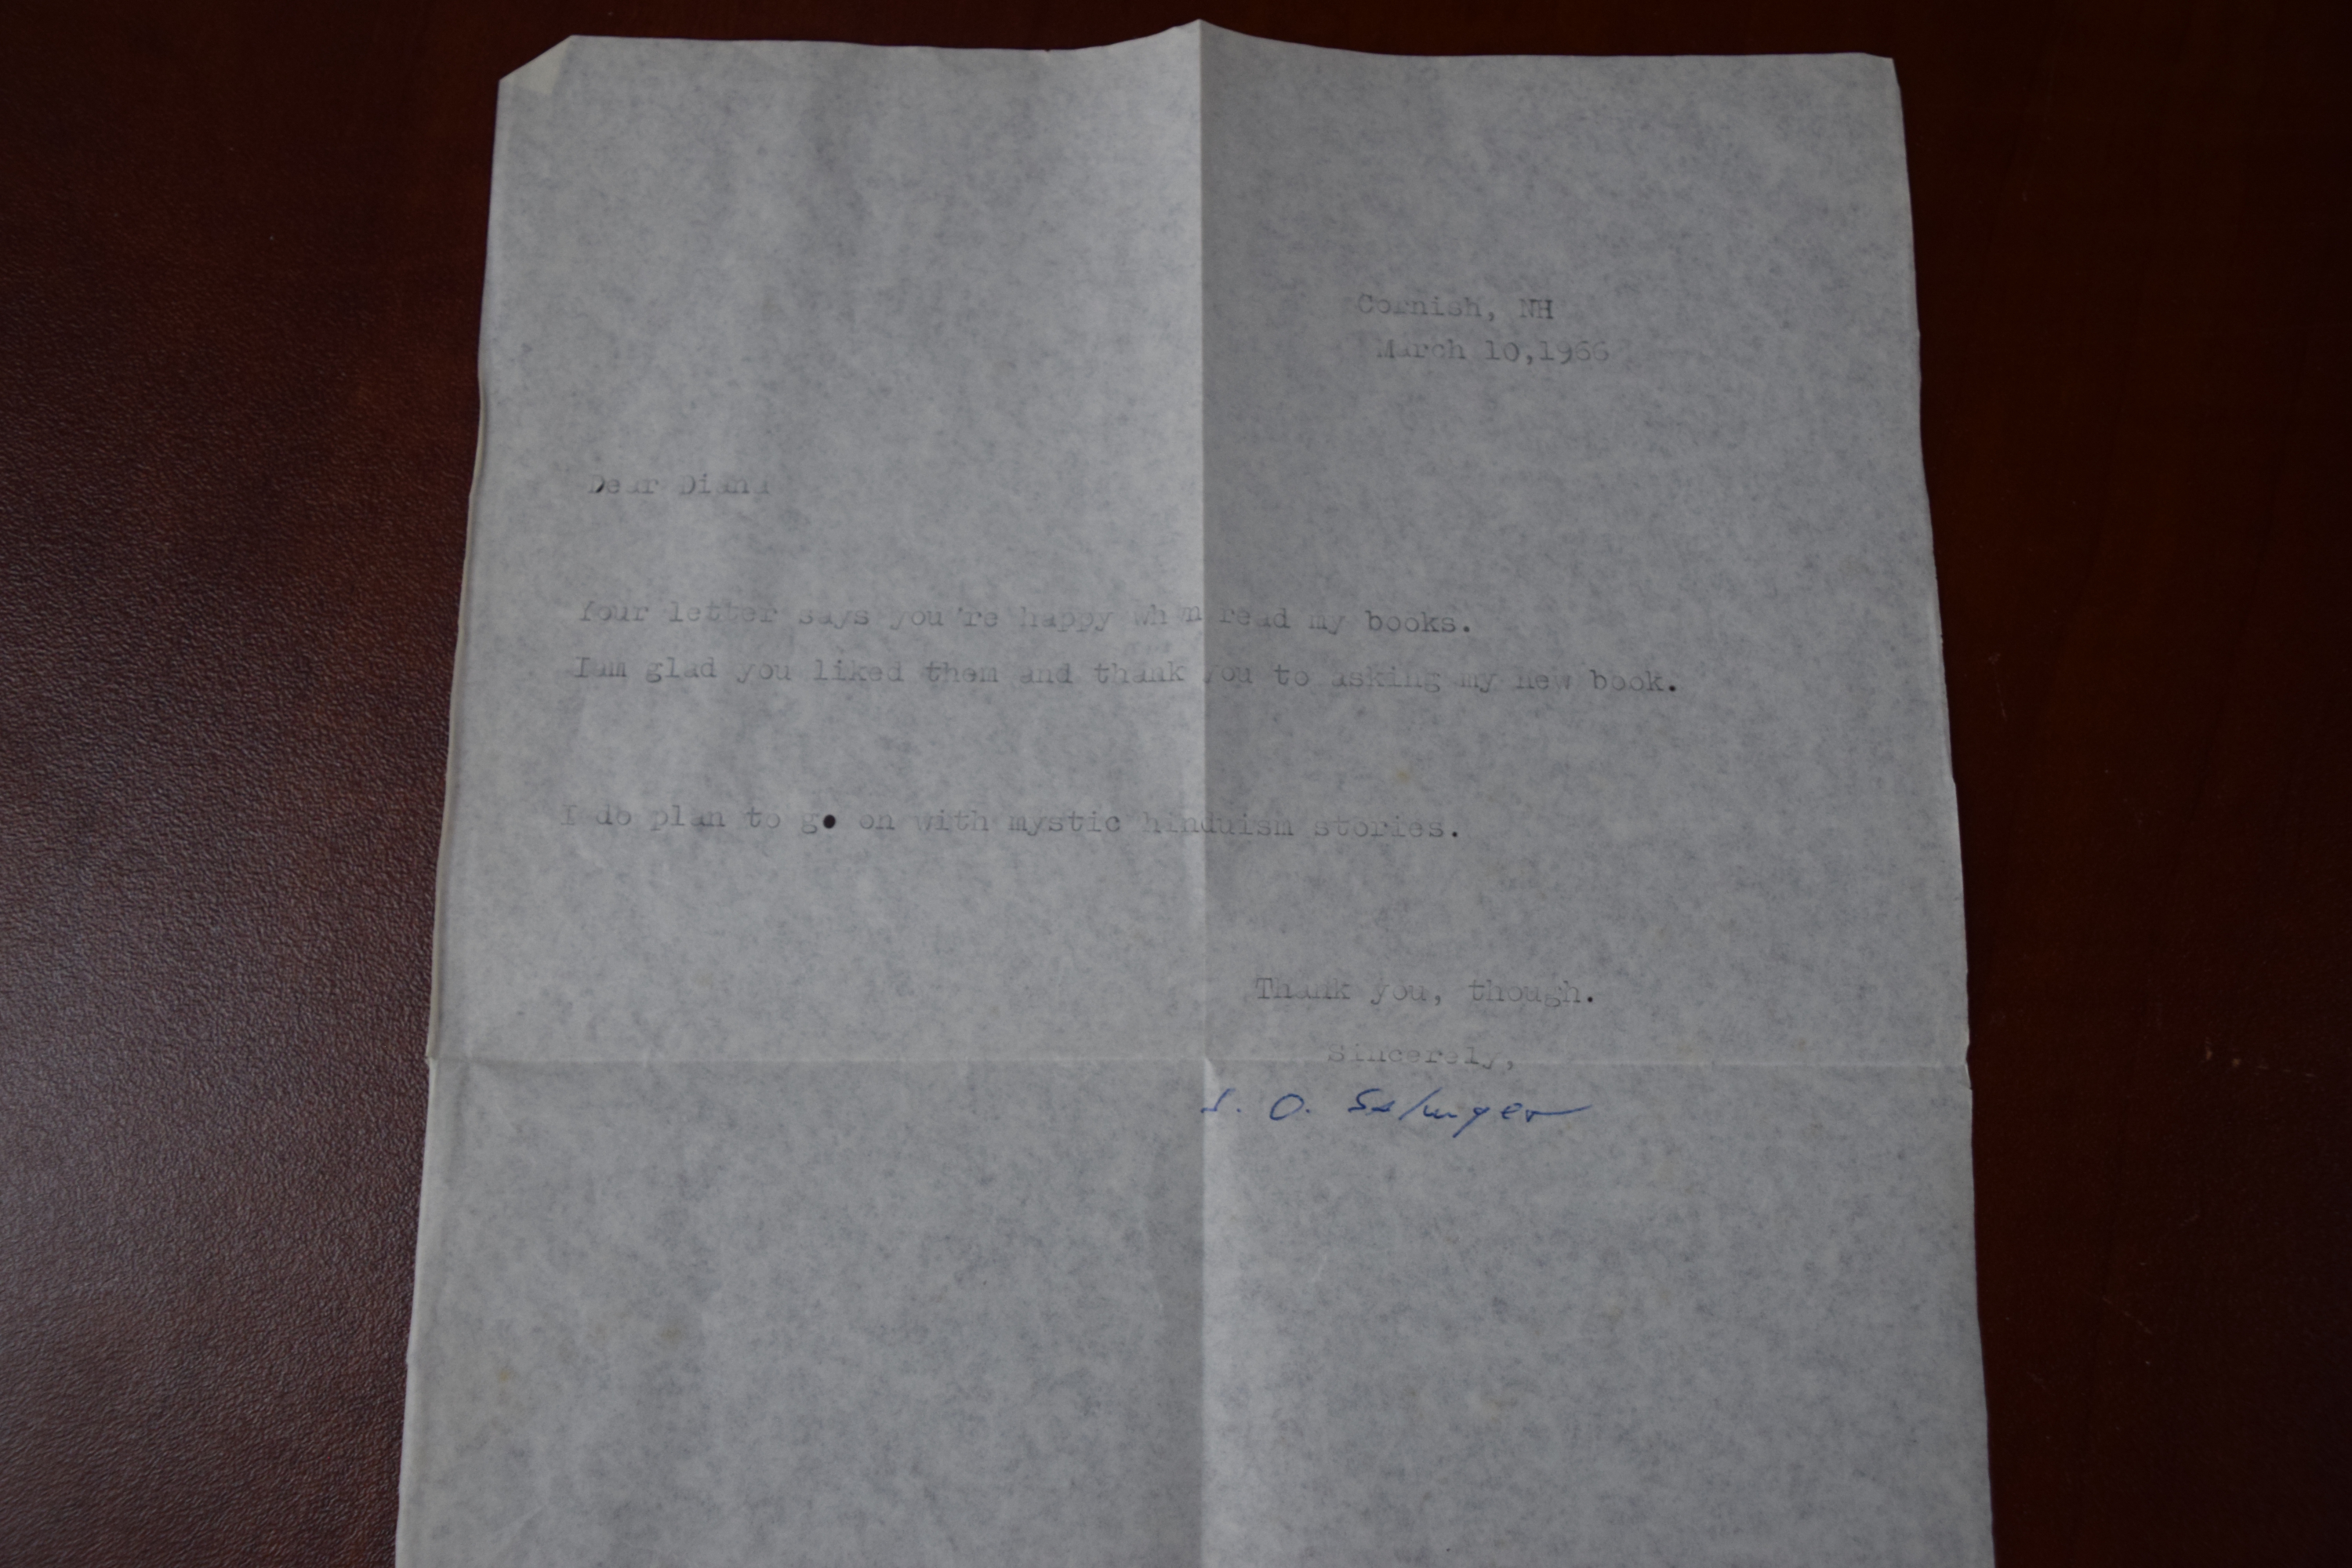 Cornish, NH
March 10,1966
Dear Diana
Your letter says you're happy whn read my books.
Iam glad you liked them and thank you to asking my new book.
I do plan to go on with mystic hinduism stories.
Thank you, though.
Sincerely,
J. D. Salinger